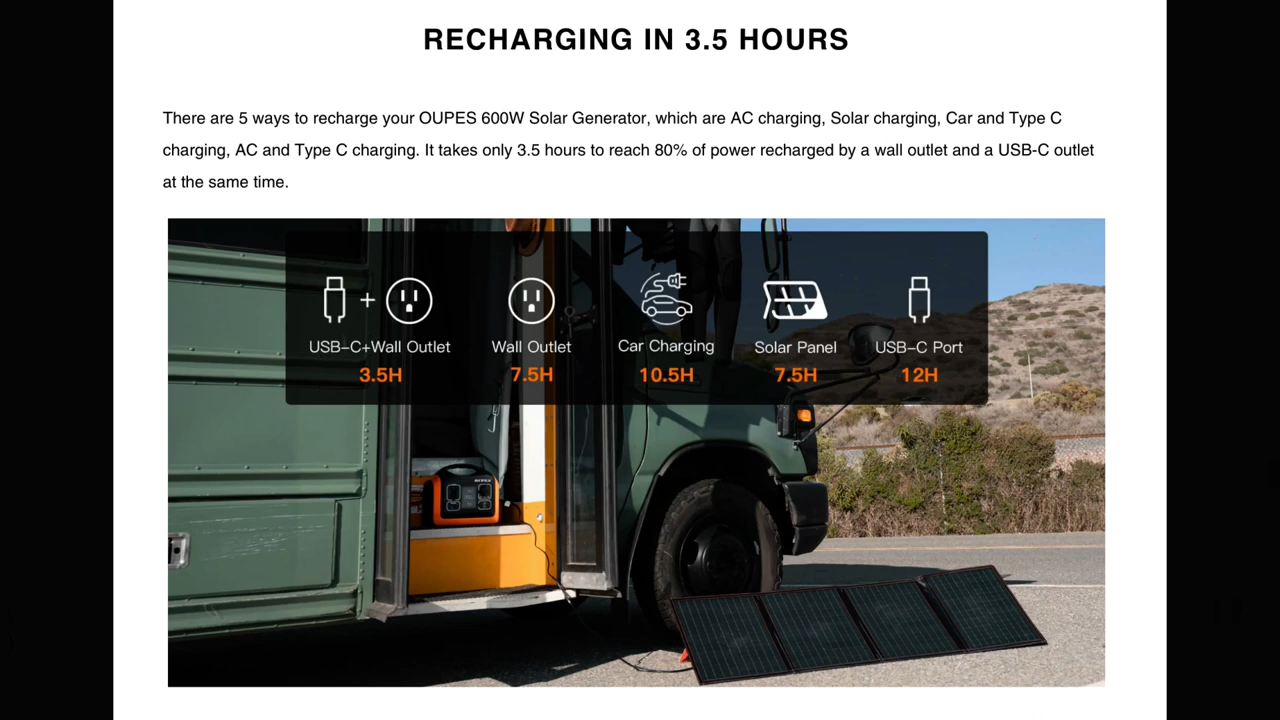 RECHARGING IN 3.5 HOURS
There are 5 ways to recharge your OUPES 600W Solar Generator, which are AC charging, Solar charging, Car and Type C
charging, AC and Type C charging. It takes only 3.5 hours to reach 80% of power recharged by a wall outlet and a USB-C outlet
at the same time.
USB-C+Wall Outlet
3.5H
Wall Outlet
7.5H
Car Charging
10.5H
Solar Panel
7.5H
USB-C Port
12H